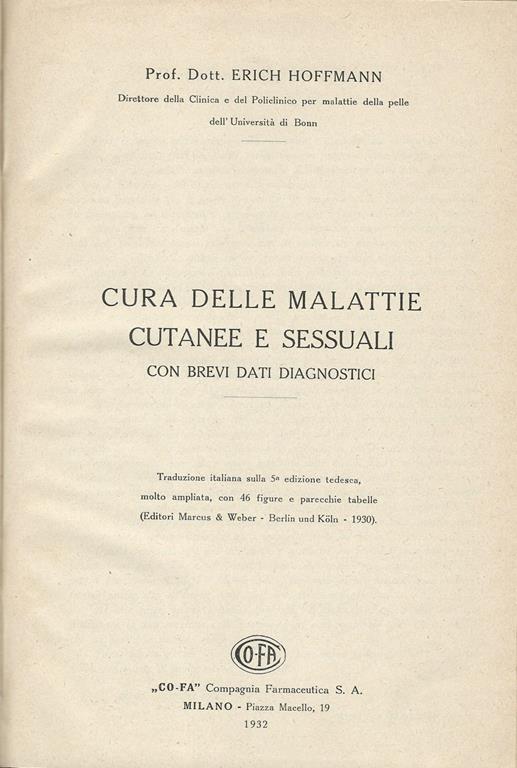 Prof. Dott. ERICH HOFFMANN
Direttore della Clinica e del Policlinico per malattie della pelle
dell'Università di Bonn
CURA DELLE MALATTIE
CUTANEE E SESSUALI
CON BREVI DATI DIAGNOSTICI
Traduzione italiana sulla 5ª edizione tedesca,
molto ampliata, con 46 figure e parecchie tabelle
(Editori Marcus & Weber - Berlin und Köln - 1930).
CO-FA
„CO-FA" Compagnia Farmaceutica S. A.
MILANO - Piazza Macello, 19
1932